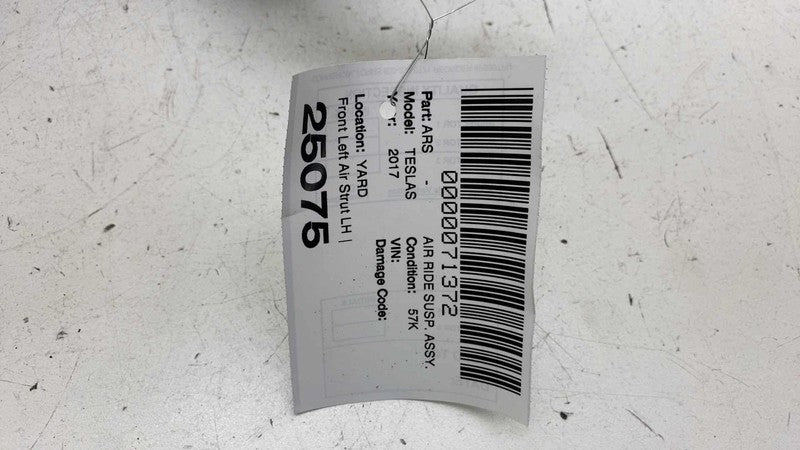 0000071372
Part: ARS - AIR RIDE SUSP. ASSY.
Model: TESLAS Condition: 57K
Year: 2017 VIN:
Damage Code:
Location: YARD
Front Left Air Strut LH |
25075